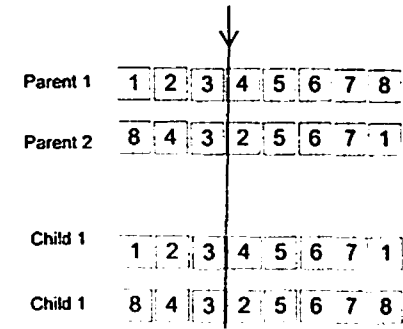 Parent 1 1 2 3 4 5 6 7 8
Parent 2 8 4 3 2 5 6 7 1
Child 1 1 2 3 4 5 6 7 1
Child 1 8 4 3 2 5 6 7 8